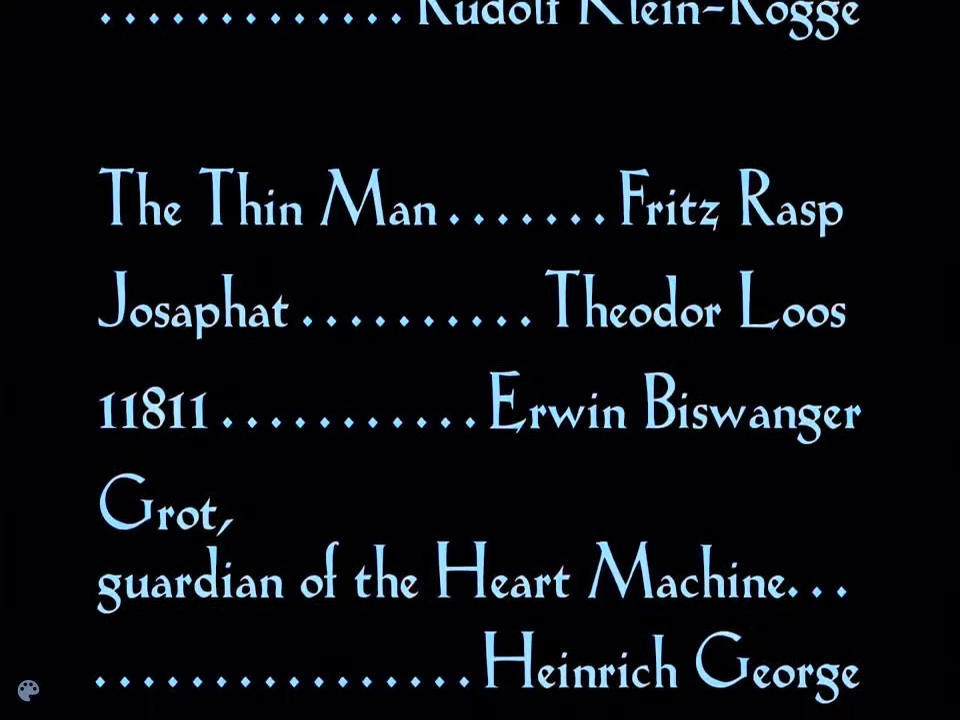 . . . . . . . . . . . . . Rudolf Klein-Rogge
The Thin Man . . . . . . . Fritz Rasp
Josaphat . . . . . . . . . . Theodor Loos
11811 . . . . . . . . . . . Erwin Biswanger
Grot,
guardian of the Heart Machine. . .
. . . . . . . . . . . . . . . . Heinrich George